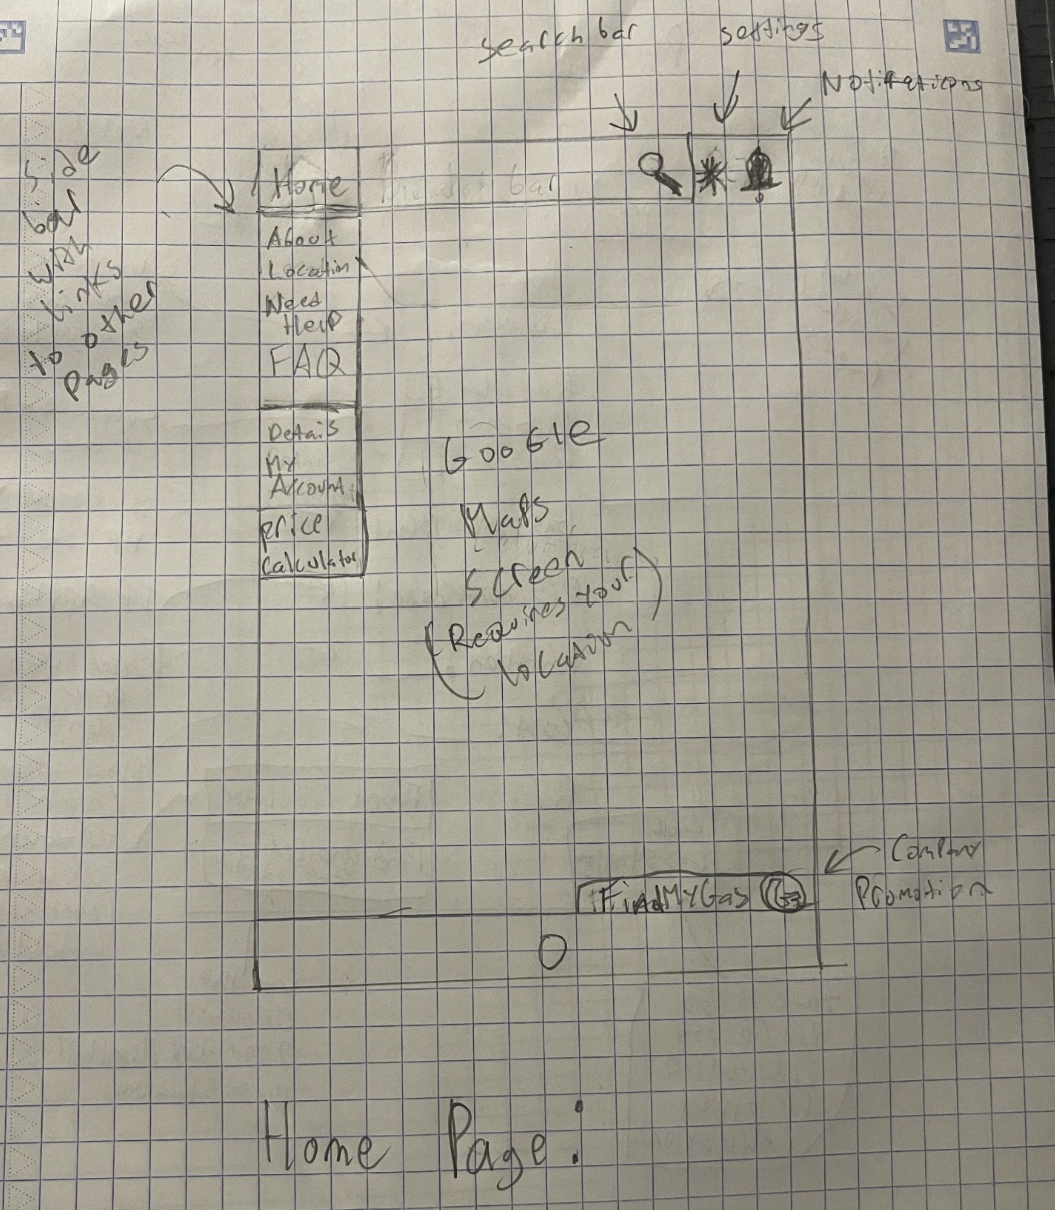 search bar
settings
Notifications
Side
bar
with
links
to other
pages
Home
bar
About
Location
Need
Help
FAQ
Details
My
Account
Price
Calculator
Google
Maps
Screen
(Requires your
location)
FindMyGas G
Company
Promotion
Home Page: